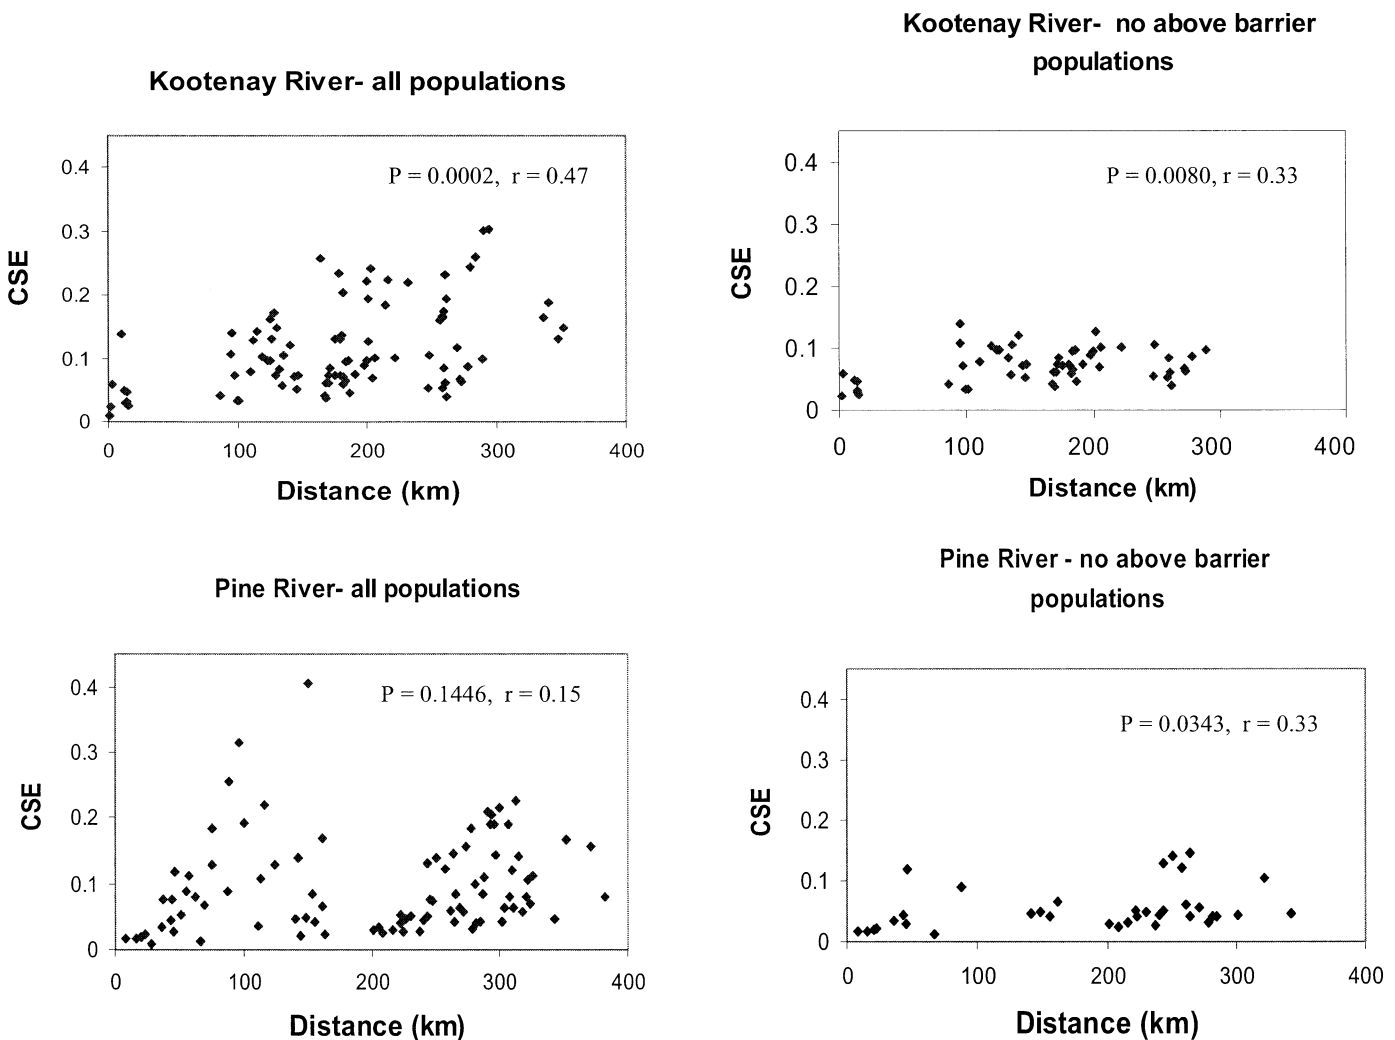 Kootenay River- all populations
P = 0.0002, r = 0.47
CSE
0.4
0.3
0.2
0.1
0
0 100 200 300 400
Distance (km)
Kootenay River- no above barrier
populations
P = 0.0080, r = 0.33
CSE
0.4
0.3
0.2
0.1
0
0 100 200 300 400
Distance (km)
Pine River- all populations
P = 0.1446, r = 0.15
CSE
0.4
0.3
0.2
0.1
0
0 100 200 300 400
Distance (km)
Pine River - no above barrier
populations
P = 0.0343, r = 0.33
CSE
0.4
0.3
0.2
0.1
0
0 100 200 300 400
Distance (km)